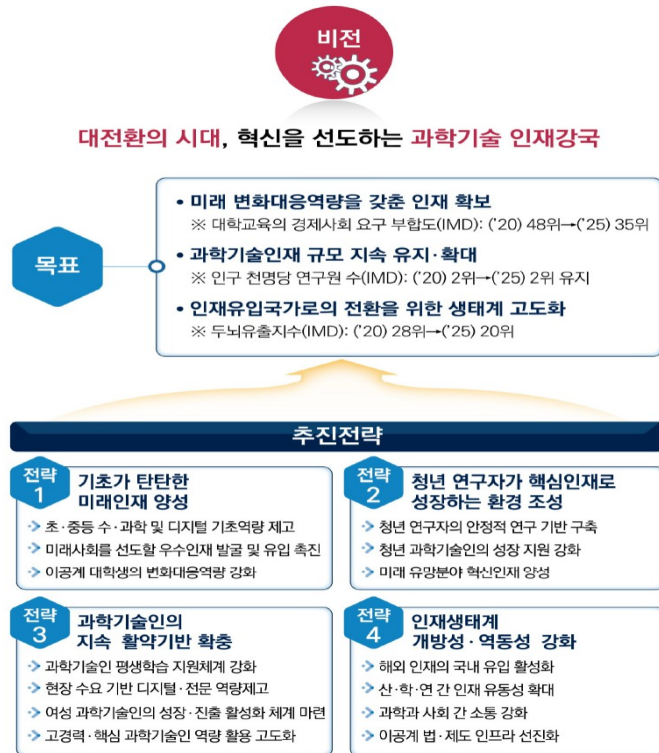 비전
대전환의 시대, 혁신을 선도하는 과학기술 인재강국
목표
• 미래 변화대응역량을 갖춘 인재 확보
※ 대학교육의 경제사회 요구 부합도(IMD): ('20) 48위→('25) 35위
• 과학기술인재 규모 지속 유지·확대
※ 인구 천명당 연구원 수(IMD): ('20) 2위→('25) 2위 유지
• 인재유입국가로의 전환을 위한 생태계 고도화
※ 두뇌유출지수(IMD): ('20) 28위→('25) 20위
추진전략
전략
1
기초가 탄탄한
미래인재 양성
초·중등 수·과학 및 디지털 기초역량 제고
미래사회를 선도할 우수인재 발굴 및 유입 촉진
이공계 대학생의 변화대응역량 강화
전략
2
청년 연구자가 핵심인재로
성장하는 환경 조성
청년 연구자의 안정적 연구 기반 구축
청년 과학기술인의 성장 지원 강화
미래 유망분야 혁신인재 양성
전략
3
과학기술인의
지속 활약기반 확충
과학기술인 평생학습 지원체계 강화
현장 수요 기반 디지털·전문 역량제고
여성 과학기술인의 성장·진출 활성화 체계 마련
고경력·핵심 과학기술인 역량 활용 고도화
전략
4
인재생태계
개방성·역동성 강화
해외 인재의 국내 유입 활성화
산·학·연 간 인재 유동성 확대
과학과 사회 간 소통 강화
이공계 법·제도 인프라 선진화